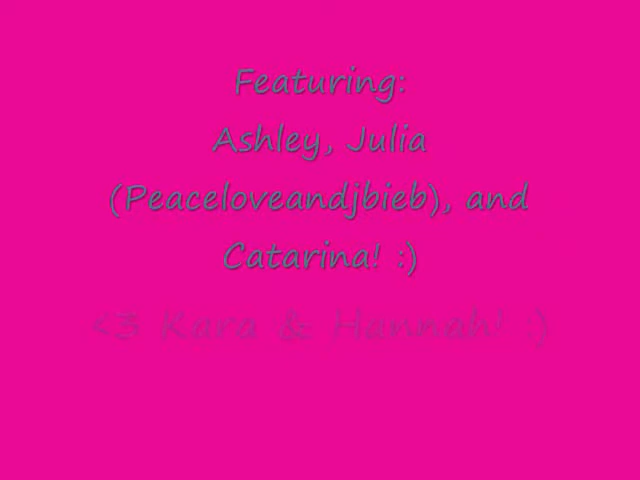 Featuring:
Ashley, Julia
(Peaceloveandjbieb), and
Catarina! :)
<3 Kara & Hannah! :)